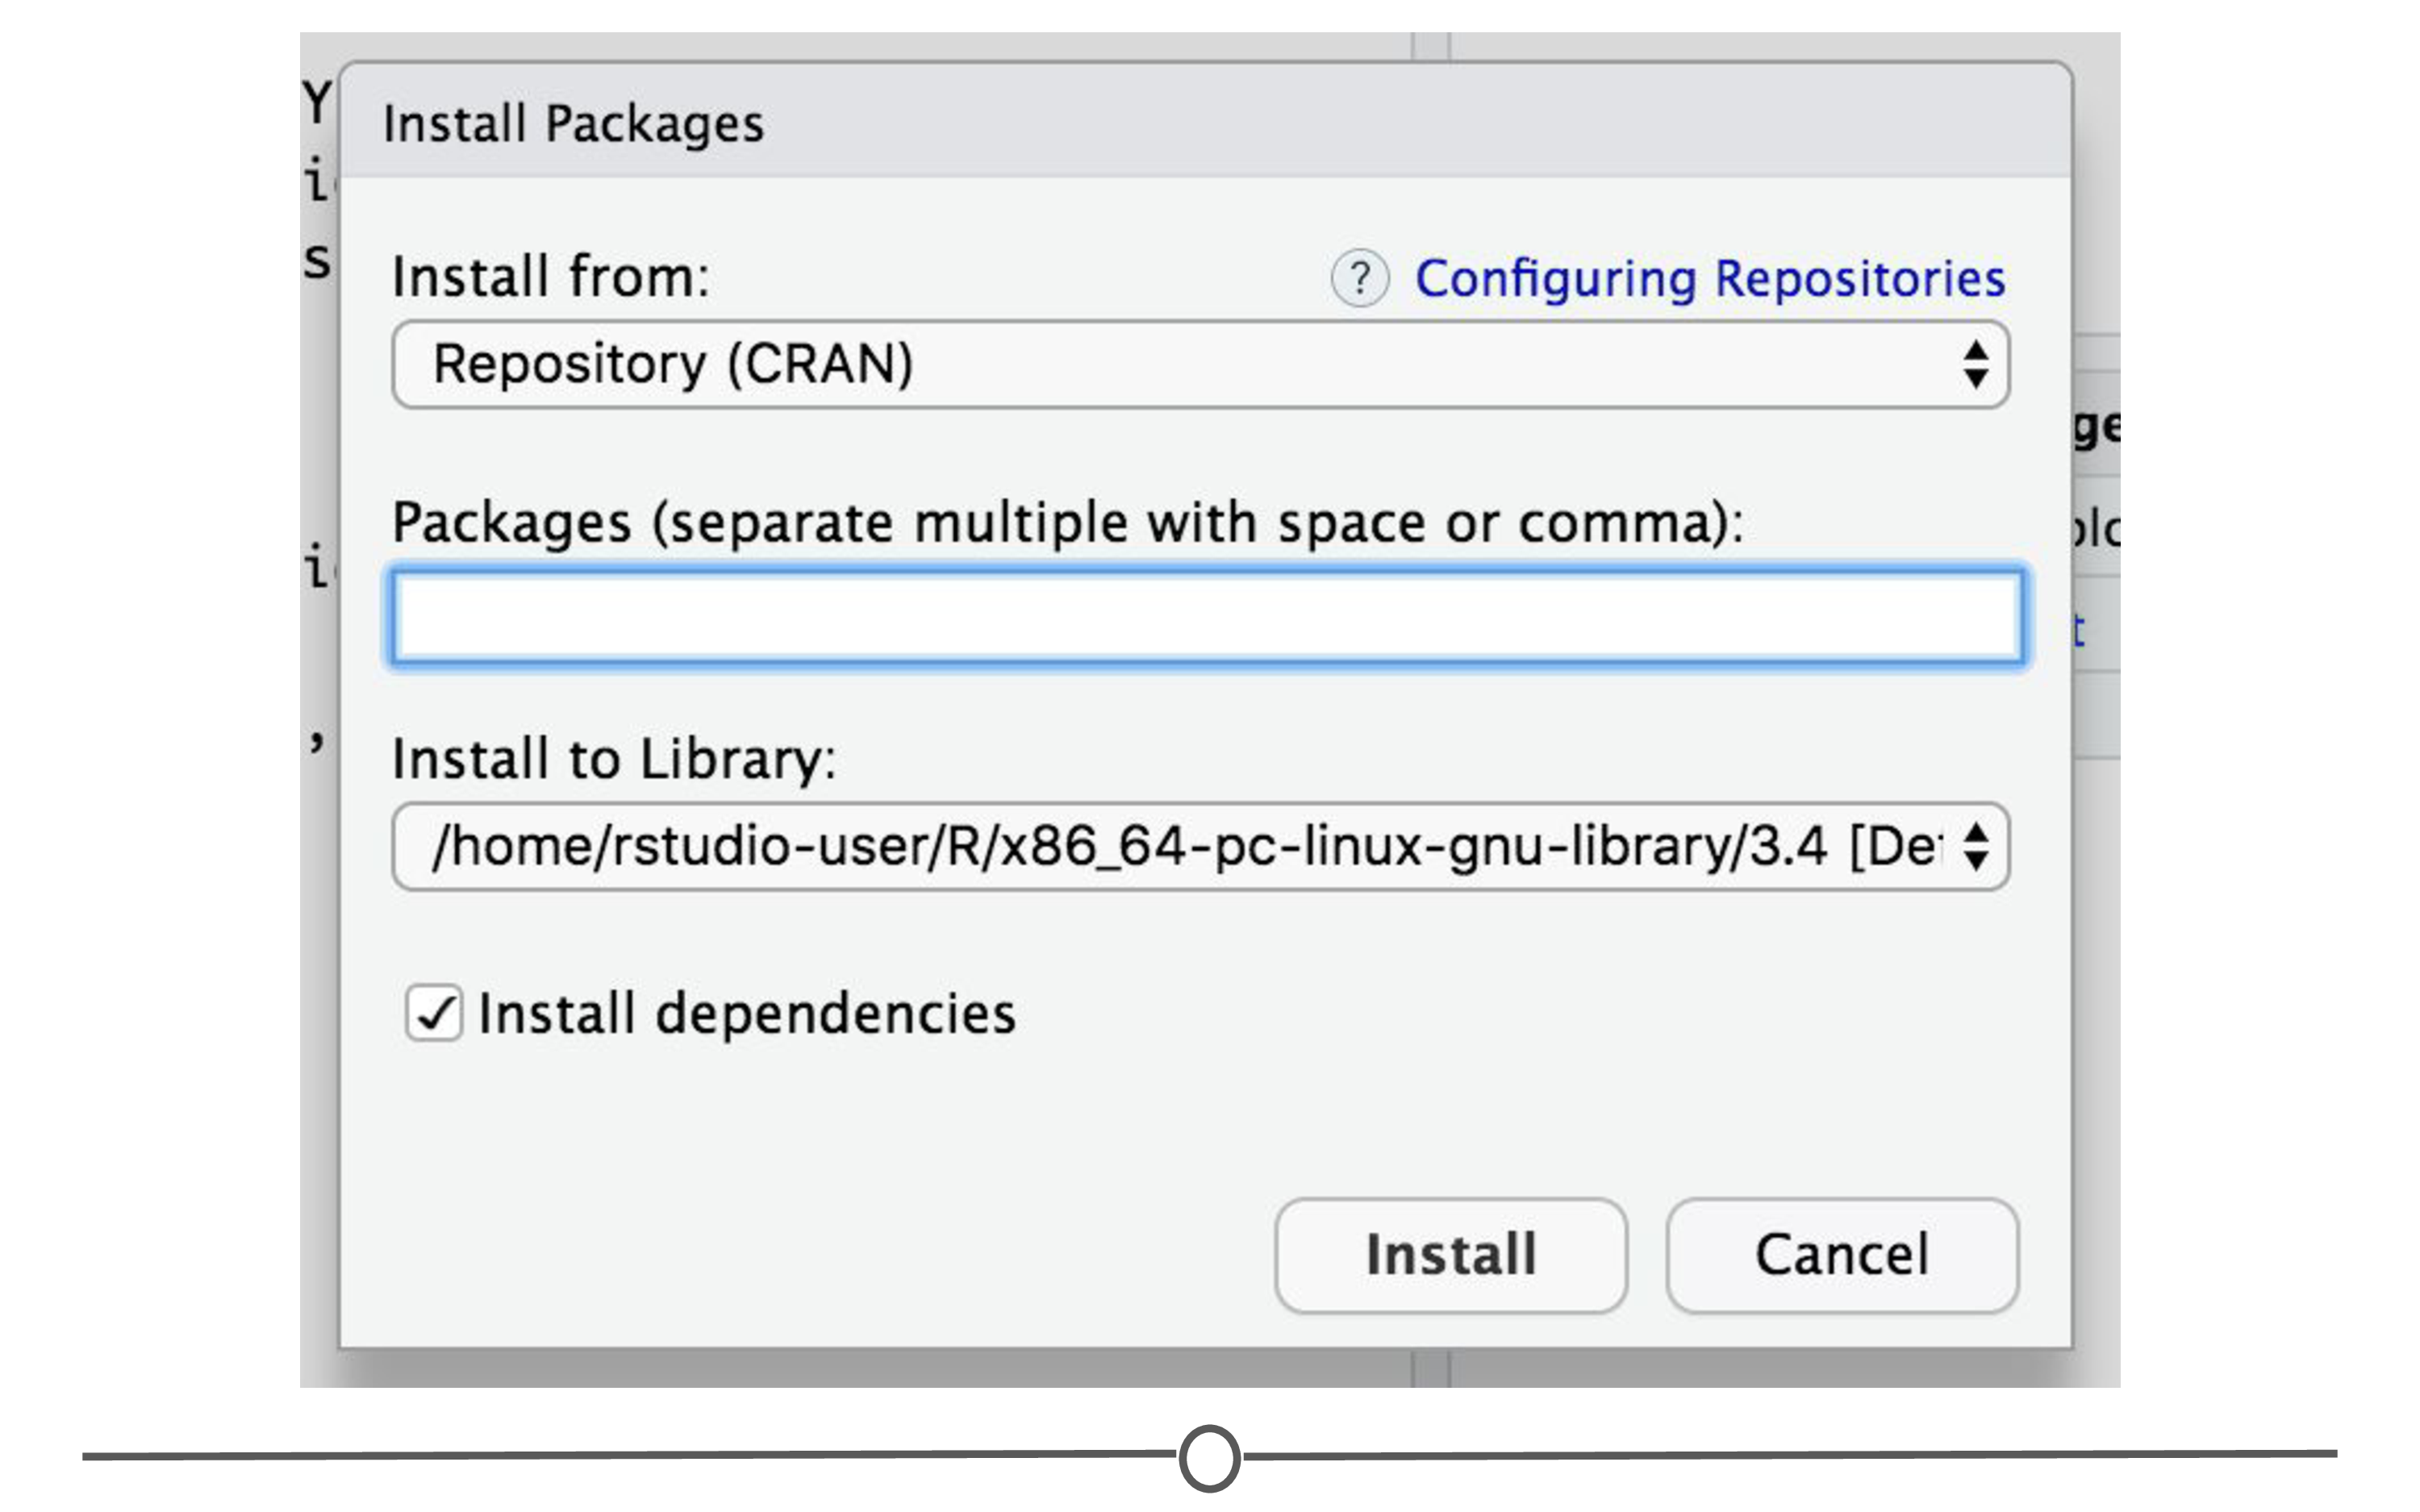 Install Packages
Install from:
? Configuring Repositories
Repository (CRAN)
Packages (separate multiple with space or comma):
Install to Library:
/home/rstudio-user/R/x86_64-pc-linux-gnu-library/3.4
Install dependencies
Install
Cancel